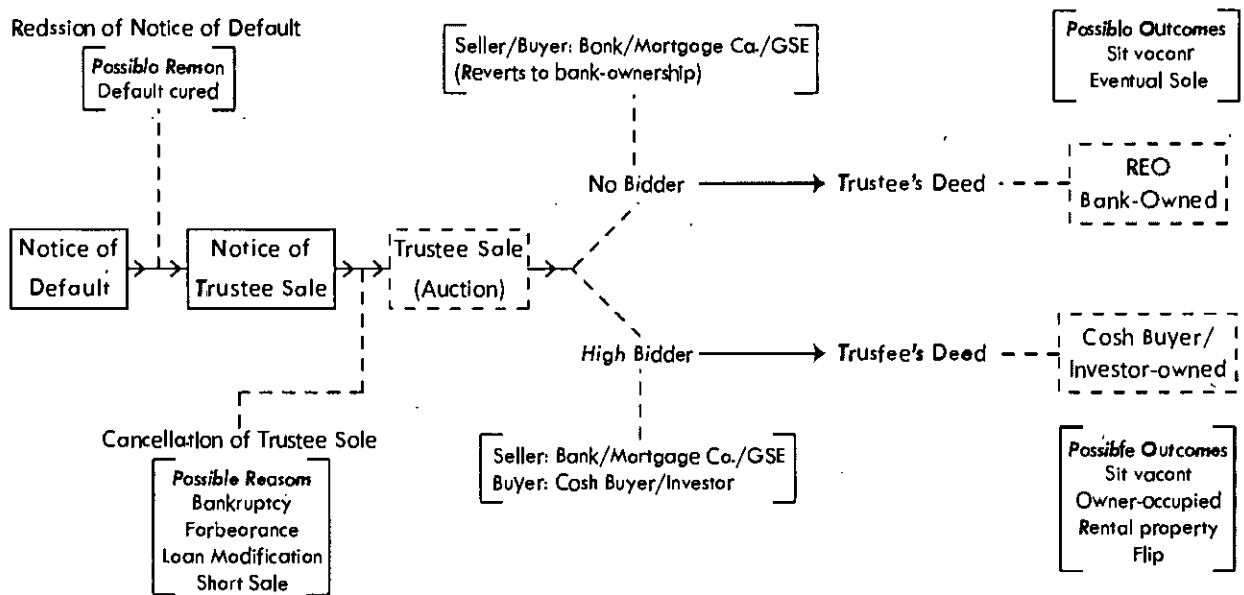 Redssion of Notice of Default
Possiblo Remon
Default cured
Seller/Buyer: Bonk/Mortgage Co./GSE
(Reverts to bank-ownership)
Possiblo Outcomes
Sit voconr
Eventual Sole
No Bidder
Trustee's Deed
REO
Bank-Owned
Notice of
Default
Notice of
Trustee Sale
Trustee Sale
(Auction)
High Bidder
Trusfee's Deed
Cosh Buyer/
Investor-owned
Cancellation of Trustee Sole
Possible Reasom
Bankruptcy
Forbeorance
Loan Modification
Short Sale
Seller: Bank/Mortgage Co./GSE
Buyer: Cosh Buyer/Investor
Possibfe Outcomes
Sit vacant
Owner-occupied
Rental property
Flip